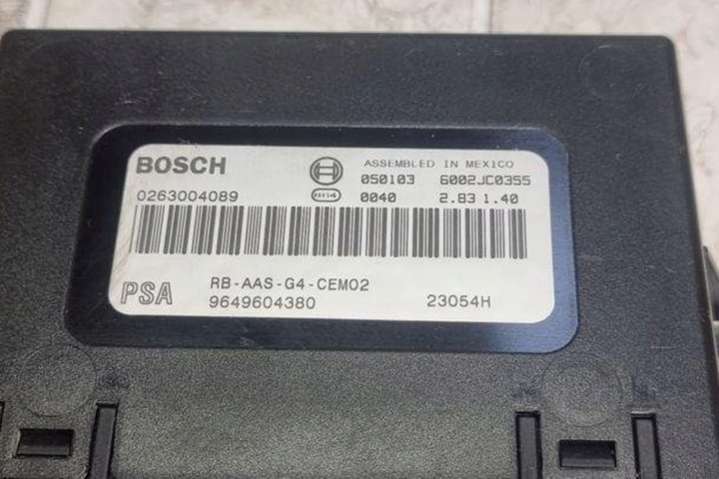 BOSCH
ASSEMBLED IN MEXICO
050103 6002JC0355
0263004089
0040 2.83 1.40
RB-AAS-G4-CEM02
PSA
9649604380 23054H